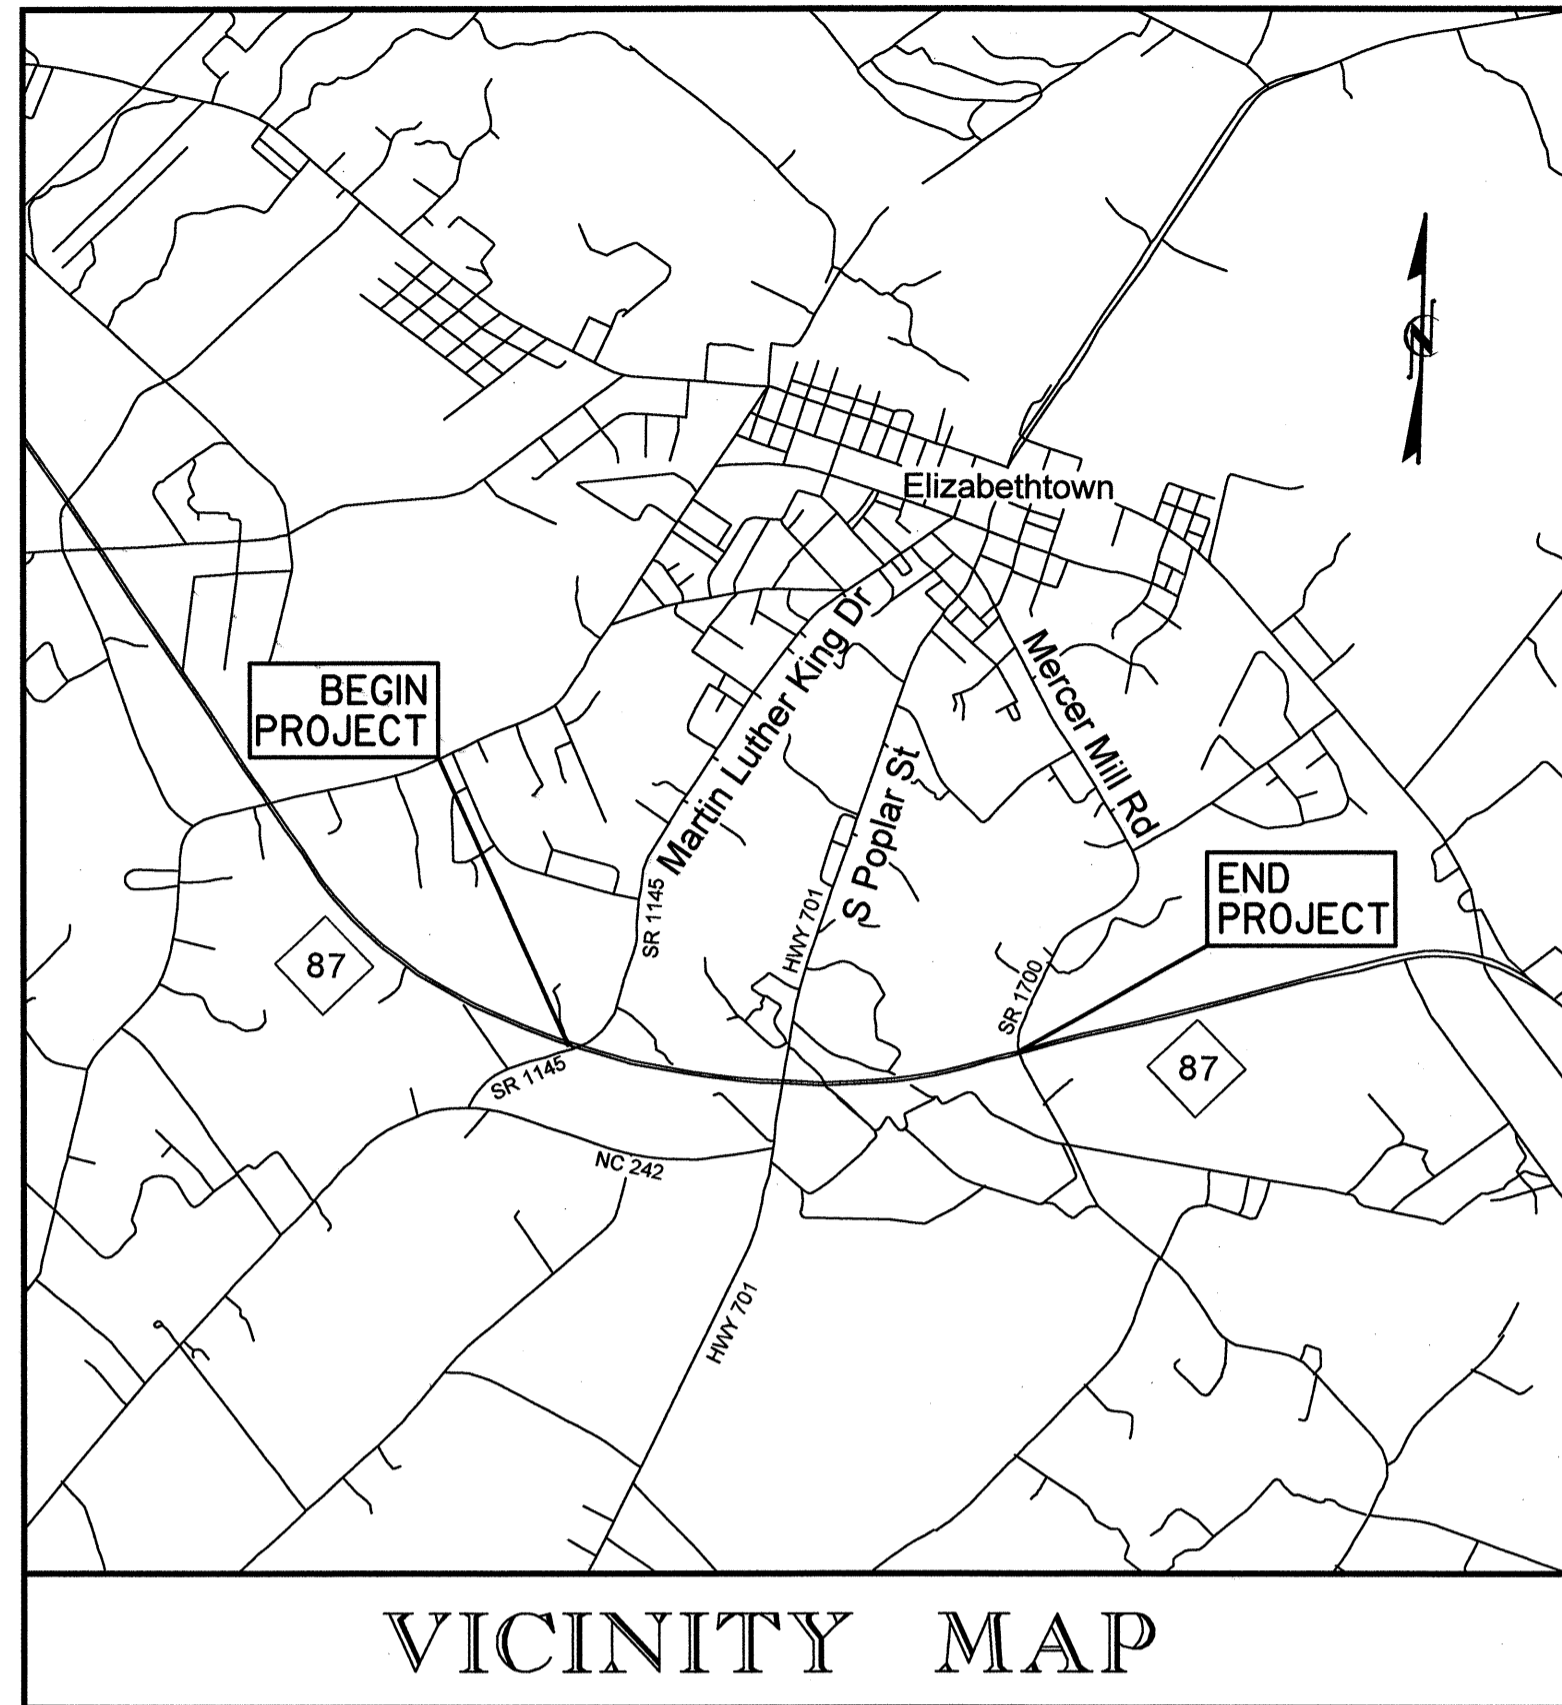 N
Elizabethtown
Martin Luther King Dr
Mercer Mill Rd
BEGIN
PROJECT
S Poplar St
END
PROJECT
SR 1145
HWY 701
87
SR 1700
87
SR 1145
NC 242
HWY 701
VICINITY MAP